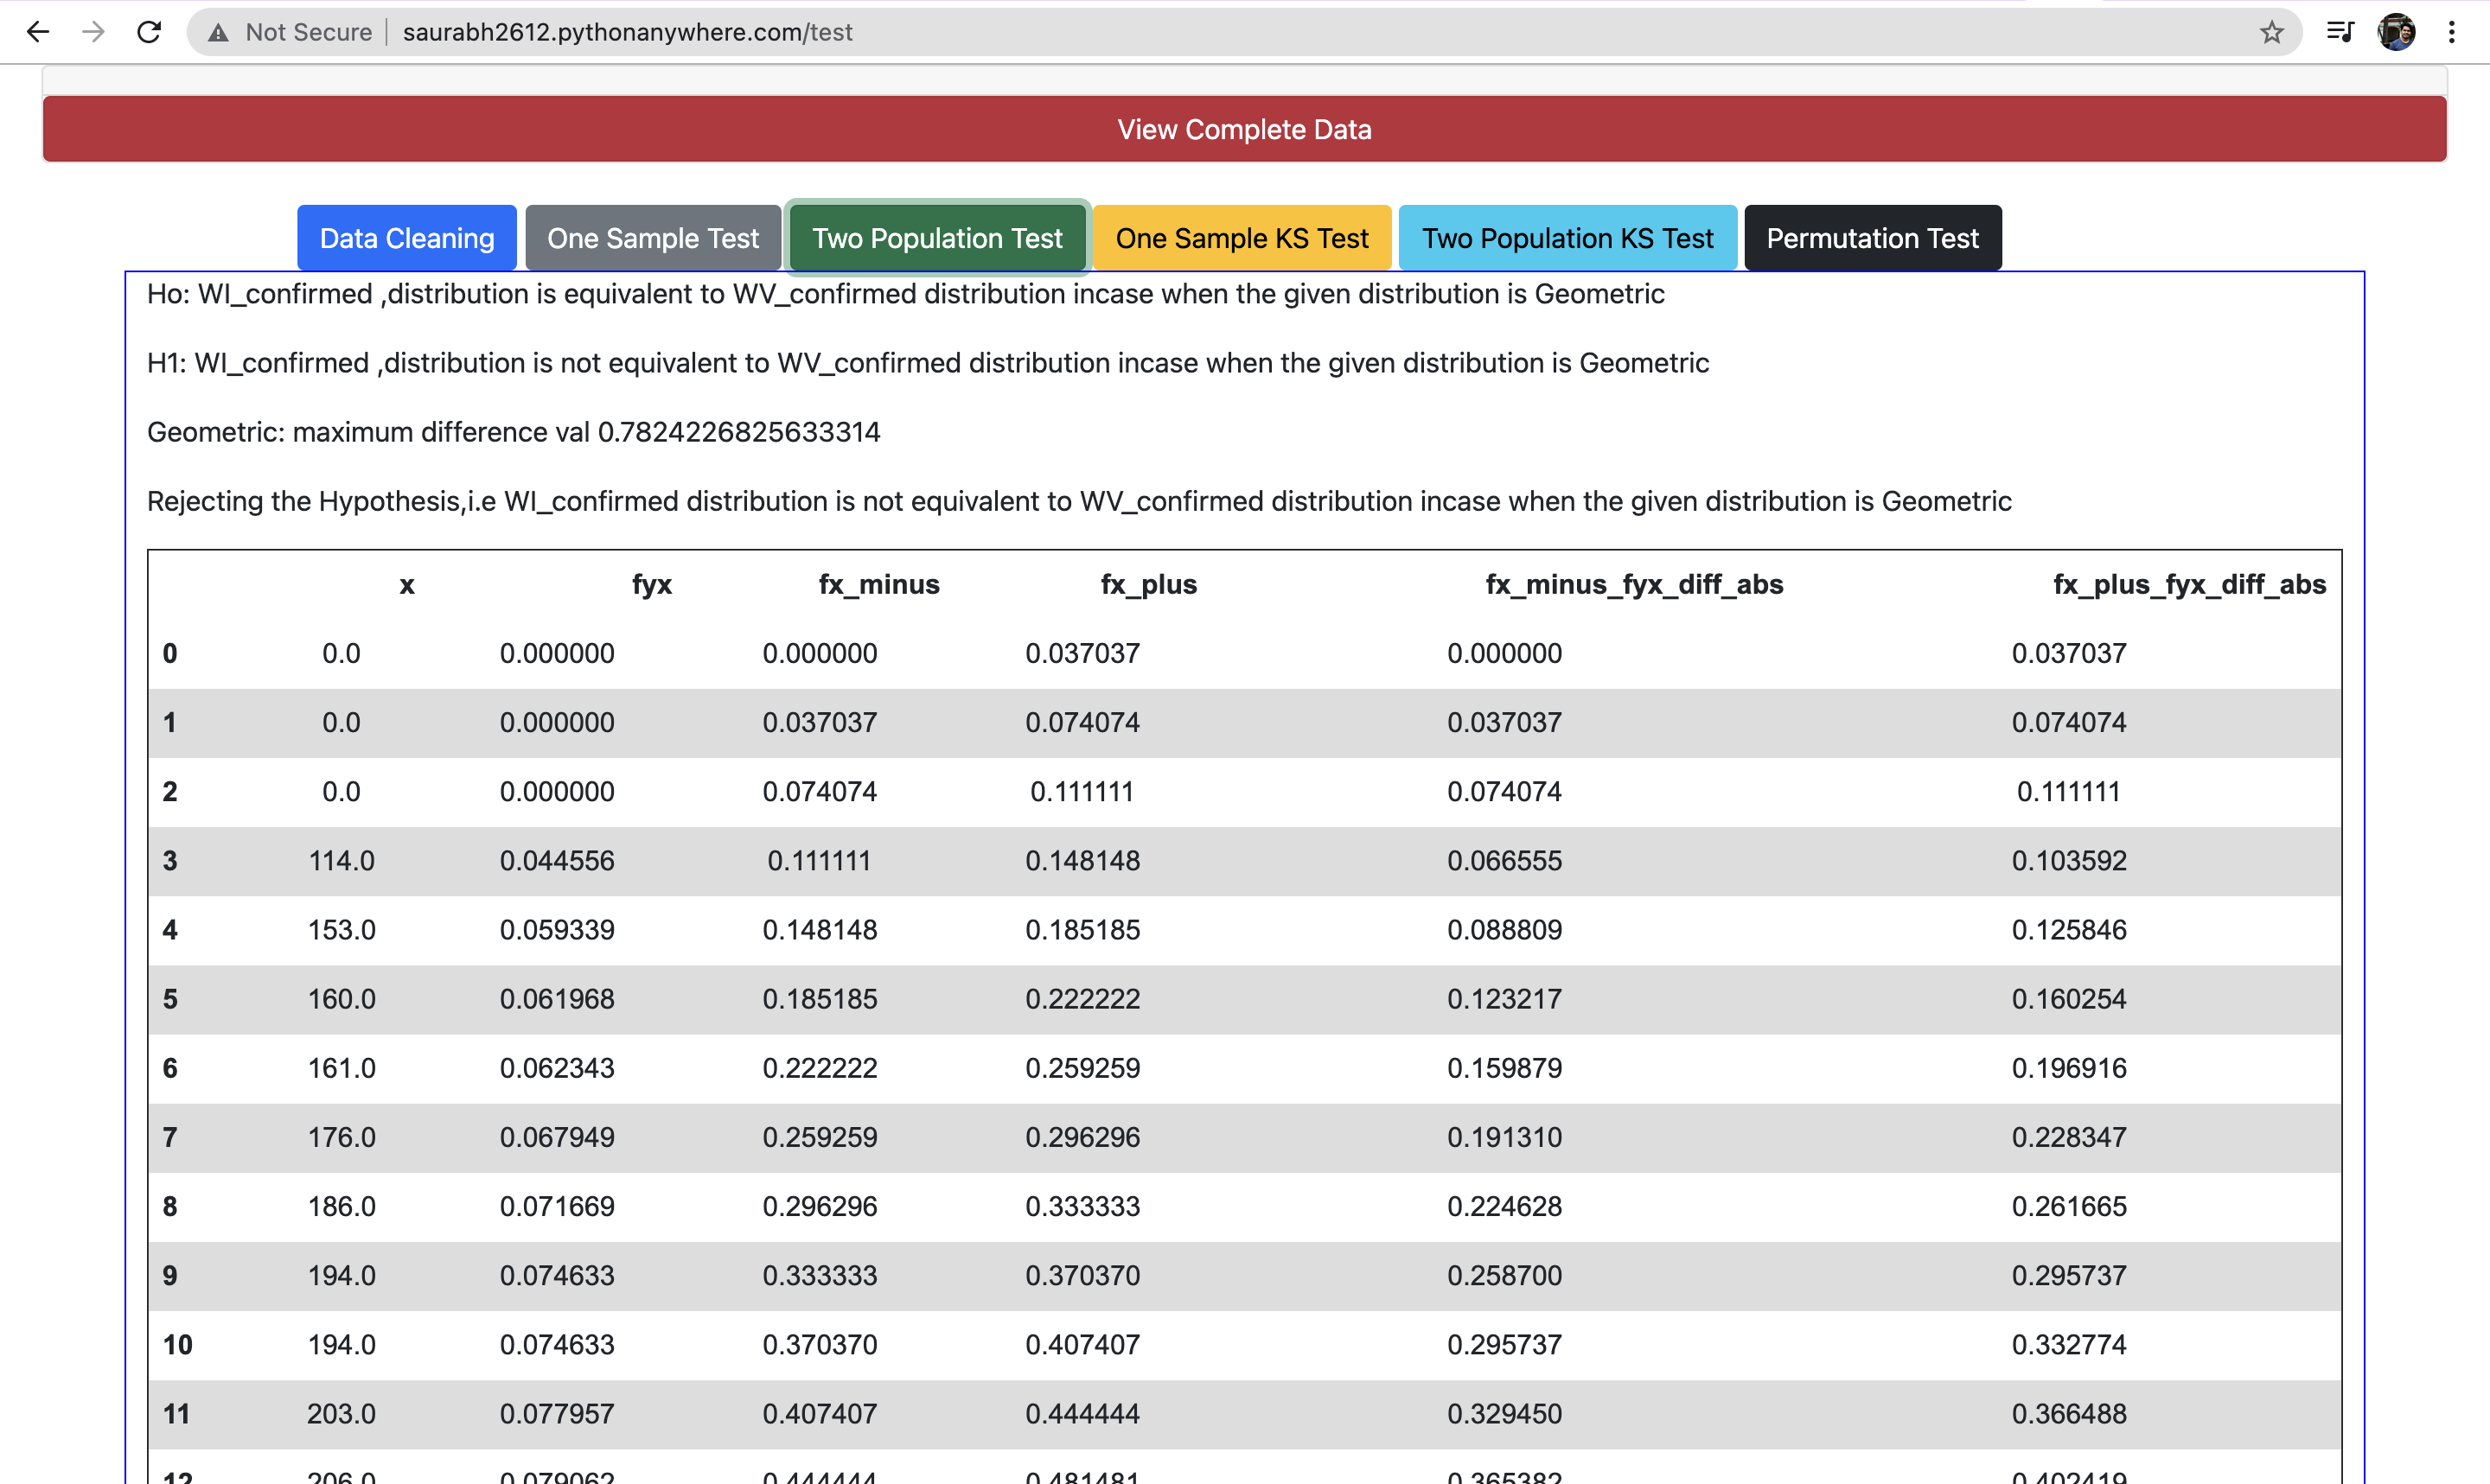 Not Secure saurabh2612.pythonanywhere.com/test
View Complete Data
Data Cleaning One Sample Test Two Population Test One Sample KS Test Two Population KS Test Permutation Test
Ho: WI_confirmed ,distribution is equivalent to WV_confirmed distribution incase when the given distribution is Geometric
H1: WI_confirmed ,distribution is not equivalent to WV_confirmed distribution incase when the given distribution is Geometric
Geometric: maximum difference val 0.7824226825633314
Rejecting the Hypothesis,i.e WI_confirmed distribution is not equivalent to WV_confirmed distribution incase when the given distribution is Geometric
x fyx fx_minus fx_plus fx_minus_fyx_diff_abs fx_plus_fyx_diff_abs
0 0.0 0.000000 0.000000 0.037037 0.000000 0.037037
1 0.0 0.000000 0.037037 0.074074 0.037037 0.074074
2 0.0 0.000000 0.074074 0.111111 0.074074 0.111111
3 114.0 0.044556 0.111111 0.148148 0.066555 0.103592
4 153.0 0.059339 0.148148 0.185185 0.088809 0.125846
5 160.0 0.061968 0.185185 0.222222 0.123217 0.160254
6 161.0 0.062343 0.222222 0.259259 0.159879 0.196916
7 176.0 0.067949 0.259259 0.296296 0.191310 0.228347
8 186.0 0.071669 0.296296 0.333333 0.224628 0.261665
9 194.0 0.074633 0.333333 0.370370 0.258700 0.295737
10 194.0 0.074633 0.370370 0.407407 0.295737 0.332774
11 203.0 0.077957 0.407407 0.444444 0.329450 0.366488
12 206.0 0.079062 0.444444 0.481481 0.365382 0.402419